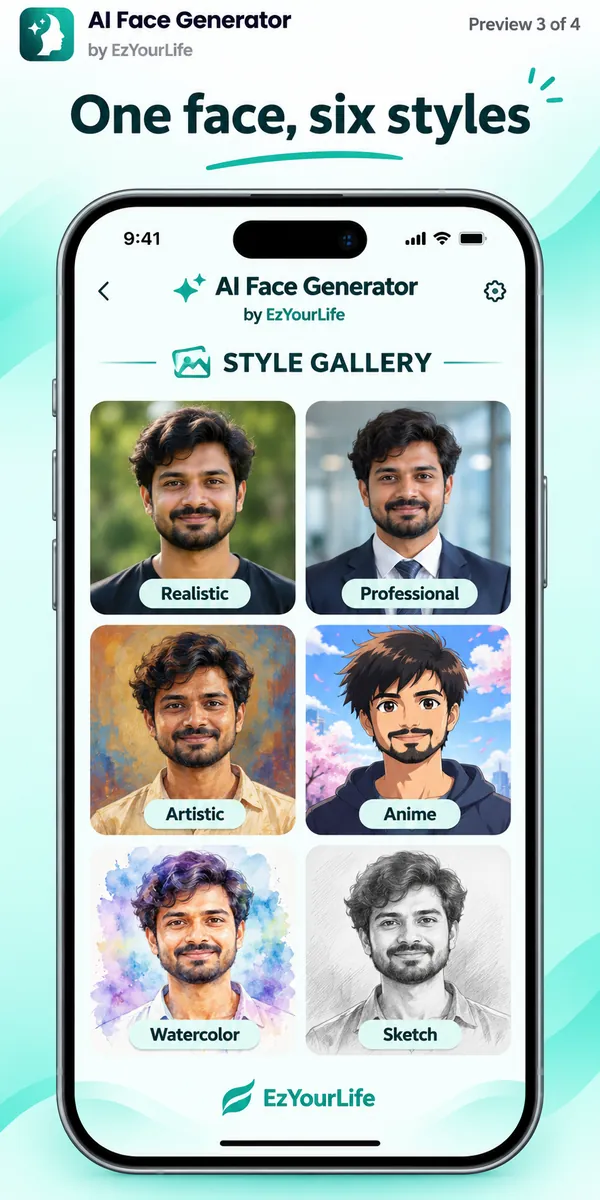 AI Face Generator
by EzYourLife
Preview 3 of 4
One face, six styles
9:41
AI Face Generator
by EzYourLife
STYLE GALLERY
Realistic
Professional
Artistic
Anime
Watercolor
Sketch
EzYourLife